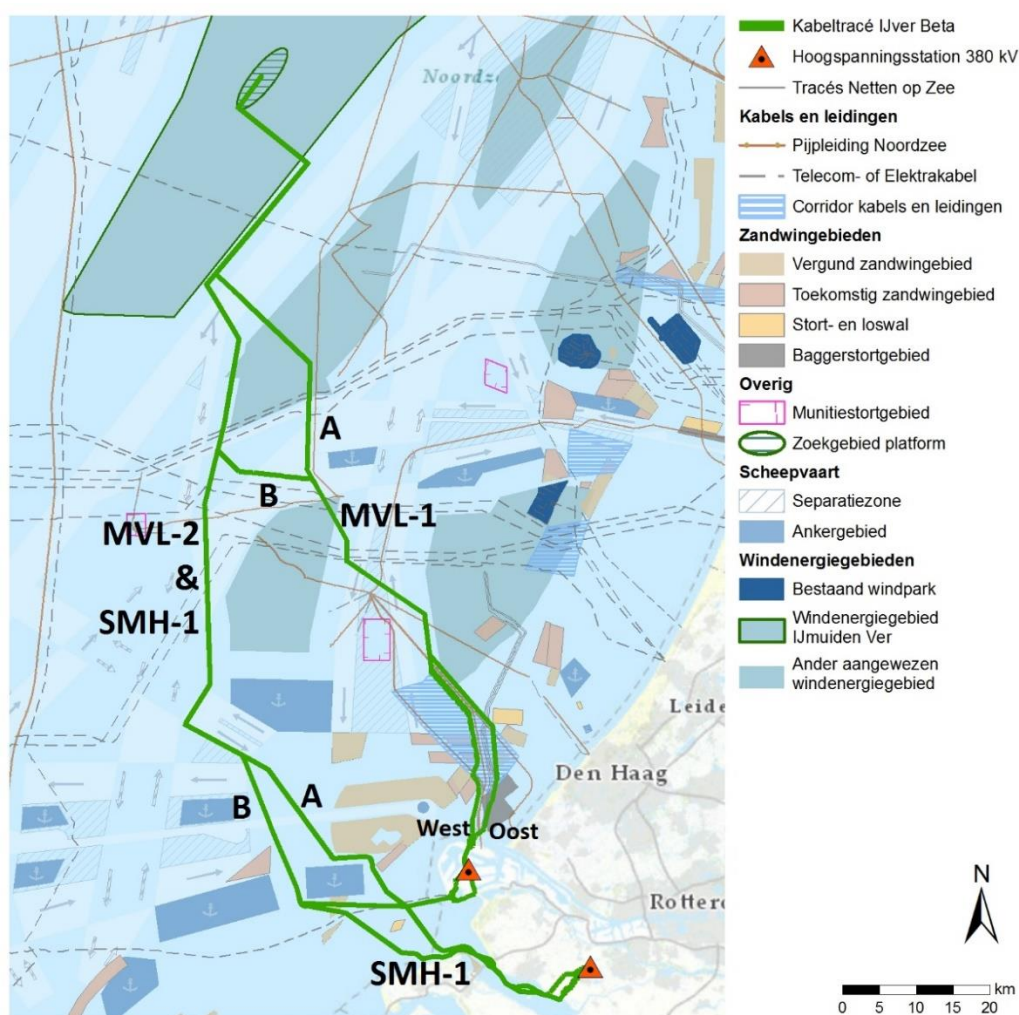 Noordze
A
B
MVL-1
MVL-2
&
SMH-1
Leide
Den Haag
A
B
West
Oost
Rotterd
SMH-1
Kabeltracé IJver Beta
Hoogspanningsstation 380 kV
Tracés Netten op Zee
Kabels en leidingen
Pijpleiding Noordzee
Telecom- of Elektrakabel
Corridor kabels en leidingen
Zandwingebieden
Vergund zandwingebied
Toekomstig zandwingebied
Stort- en loswal
Baggerstortgebied
Overig
Munitiestortgebied
Zoekgebied platform
Scheepvaart
Separatiezone
Ankergebied
Windenergiegebieden
Bestaand windpark
Windenergiegebied
IJmuiden Ver
Ander aangewezen
windenergiegebied
N
km
0 5 10 15 20